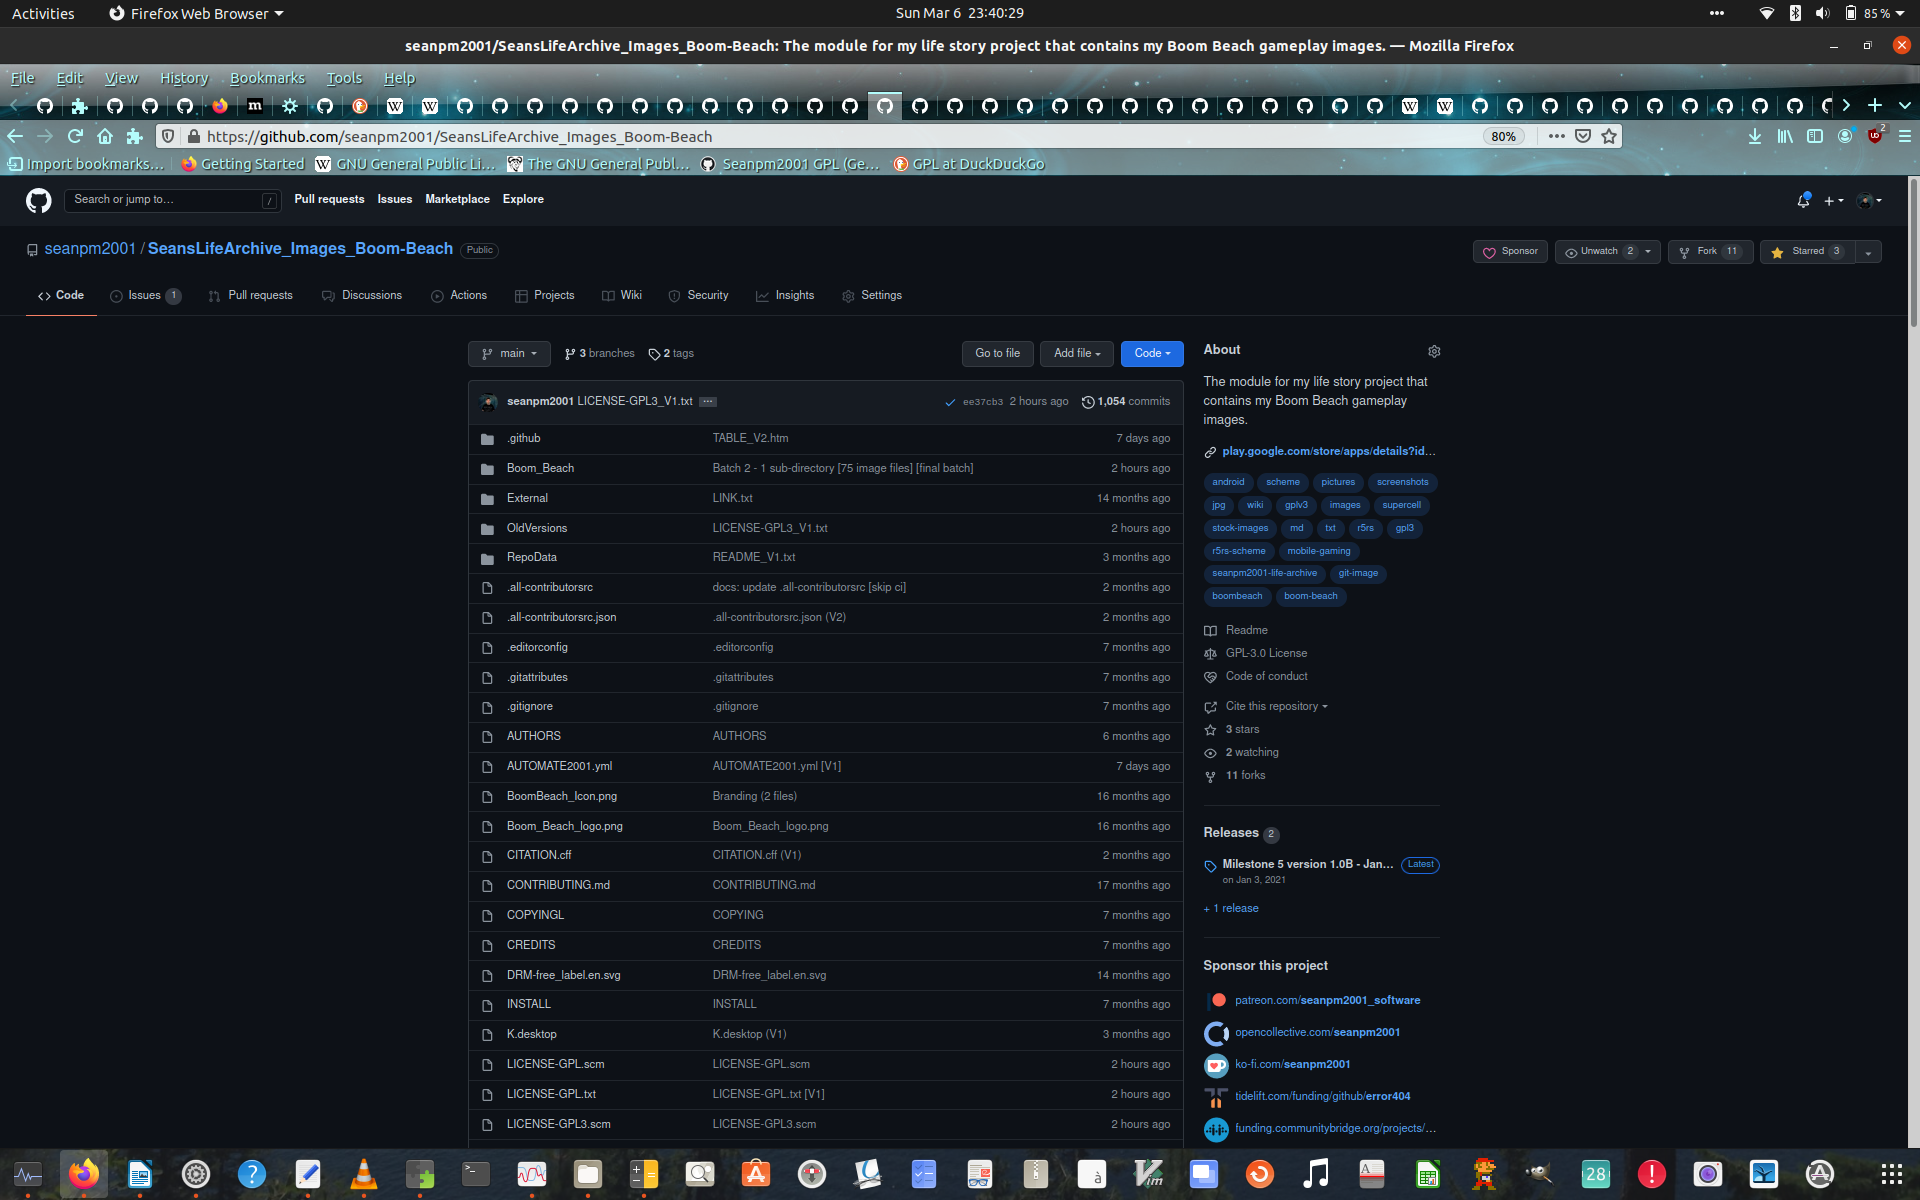 Activities
Firefox Web Browser
Sun Mar 6 23:40:29
85 %
seanpm2001/SeansLifeArchive_Images_Boom-Beach: The module for my life story project that contains my Boom Beach gameplay images. — Mozilla Firefox
File Edit View History Bookmarks Tools Help
https://github.com/seanpm2001/SeansLifeArchive_Images_Boom-Beach
80%
2
Import bookmarks…
Getting Started
GNU General Public Li…
The GNU General Publ…
Seanpm2001 GPL (Ge…
GPL at DuckDuckGo
Search or jump to…
/
Pull requests Issues Marketplace Explore
seanpm2001 / SeansLifeArchive_Images_Boom-Beach Public
Sponsor
Unwatch 2
Fork 11
Starred 3
Code
Issues 1
Pull requests
Discussions
Actions
Projects
Wiki
Security
Insights
Settings
main
3 branches
2 tags
Go to file
Add file
Code
seanpm2001 LICENSE-GPL3_V1.txt ... ee37cb3 2 hours ago 1,054 commits
.github TABLE_V2.htm 7 days ago
Boom_Beach Batch 2 - 1 sub-directory [75 image files] [final batch] 2 hours ago
External LINK.txt 14 months ago
OldVersions LICENSE-GPL3_V1.txt 2 hours ago
RepoData README_V1.txt 3 months ago
.all-contributorsrc docs: update .all-contributorsrc [skip ci] 2 months ago
.all-contributorsrc.json .all-contributorsrc.json (V2) 2 months ago
.editorconfig .editorconfig 7 months ago
.gitattributes .gitattributes 7 months ago
.gitignore .gitignore 7 months ago
AUTHORS AUTHORS 6 months ago
AUTOMATE2001.yml AUTOMATE2001.yml [V1] 7 days ago
BoomBeach_Icon.png Branding (2 files) 16 months ago
Boom_Beach_logo.png Boom_Beach_logo.png 16 months ago
CITATION.cff CITATION.cff (V1) 2 months ago
CONTRIBUTING.md CONTRIBUTING.md 17 months ago
COPYINGL COPYING 7 months ago
CREDITS CREDITS 7 months ago
DRM-free_label.en.svg DRM-free_label.en.svg 14 months ago
INSTALL INSTALL 7 months ago
K.desktop K.desktop (V1) 3 months ago
LICENSE-GPL.scm LICENSE-GPL.scm 2 hours ago
LICENSE-GPL.txt LICENSE-GPL.txt [V1] 2 hours ago
LICENSE-GPL3.scm LICENSE-GPL3.scm 2 hours ago
About
The module for my life story project that
contains my Boom Beach gameplay
images.
play.google.com/store/apps/details?id…
android scheme pictures screenshots
jpg wiki gplv3 images supercell
stock-images md txt r5rs gpl3
r5rs-scheme mobile-gaming
seanpm2001-life-archive git-image
boombeach boom-beach
Readme
GPL-3.0 License
Code of conduct
Cite this repository
3 stars
2 watching
11 forks
Releases 2
Milestone 5 version 1.0B - Jan… Latest
on Jan 3, 2021
+ 1 release
Sponsor this project
patreon.com/seanpm2001_software
opencollective.com/seanpm2001
ko-fi.com/seanpm2001
tidelift.com/funding/github/error404
funding.communitybridge.org/projects/…
28